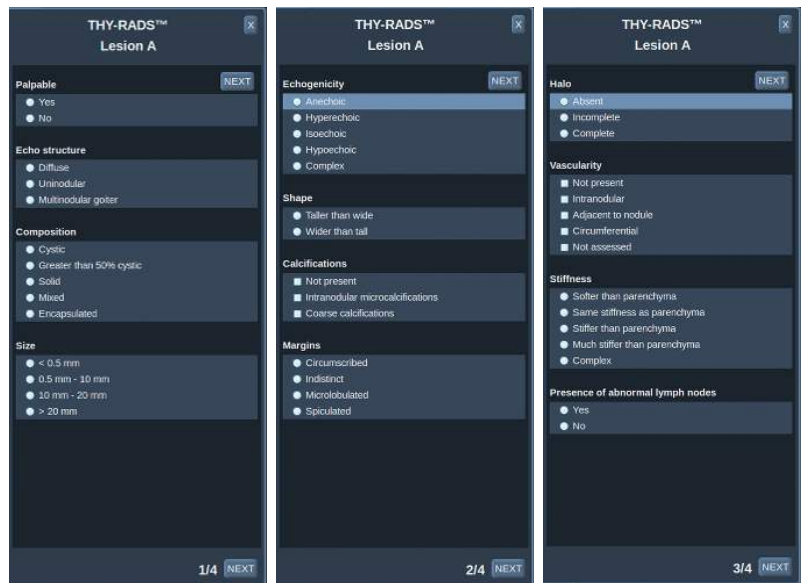 THY-RADS™
X
Lesion A
NEXT
Palpable
Yes
No
Echo structure
Diffuse
Uninodular
Multinodular goiter
Composition
Cystic
Greater than 50% cystic
Solid
Mixed
Encapsulated
Size
< 0.5 mm
0.5 mm - 10 mm
10 mm - 20 mm
> 20 mm
1/4 NEXT
THY-RADS™
X
Lesion A
NEXT
Echogenicity
Anechoic
Hyperechoic
Isoechoic
Hypoechoic
Complex
Shape
Taller than wide
Wider than tall
Calcifications
Not present
Intranodular microcalcifications
Coarse calcifications
Margins
Circumscribed
Indistinct
Microlobulated
Spiculated
2/4 NEXT
THY-RADS™
X
Lesion A
NEXT
Halo
Absent
Incomplete
Complete
Vascularity
Not present
Intranodular
Adjacent to nodule
Circumferential
Not assessed
Stiffness
Softer than parenchyma
Same stiffness as parenchyma
Stiffer than parenchyma
Much stiffer than parenchyma
Complex
Presence of abnormal lymph nodes
Yes
No
3/4 NEXT